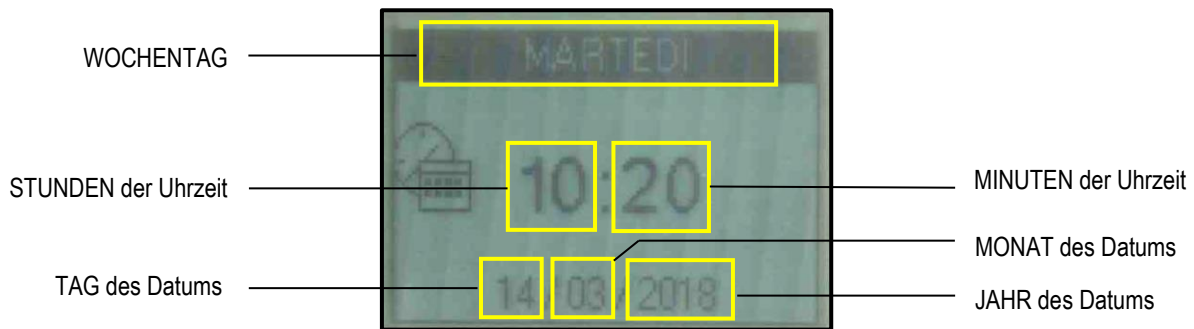 WOCHENTAG
MARTEDI
STUNDEN der Uhrzeit
10:20
MINUTEN der Uhrzeit
MONAT des Datums
TAG des Datums
14/03/2018
JAHR des Datums